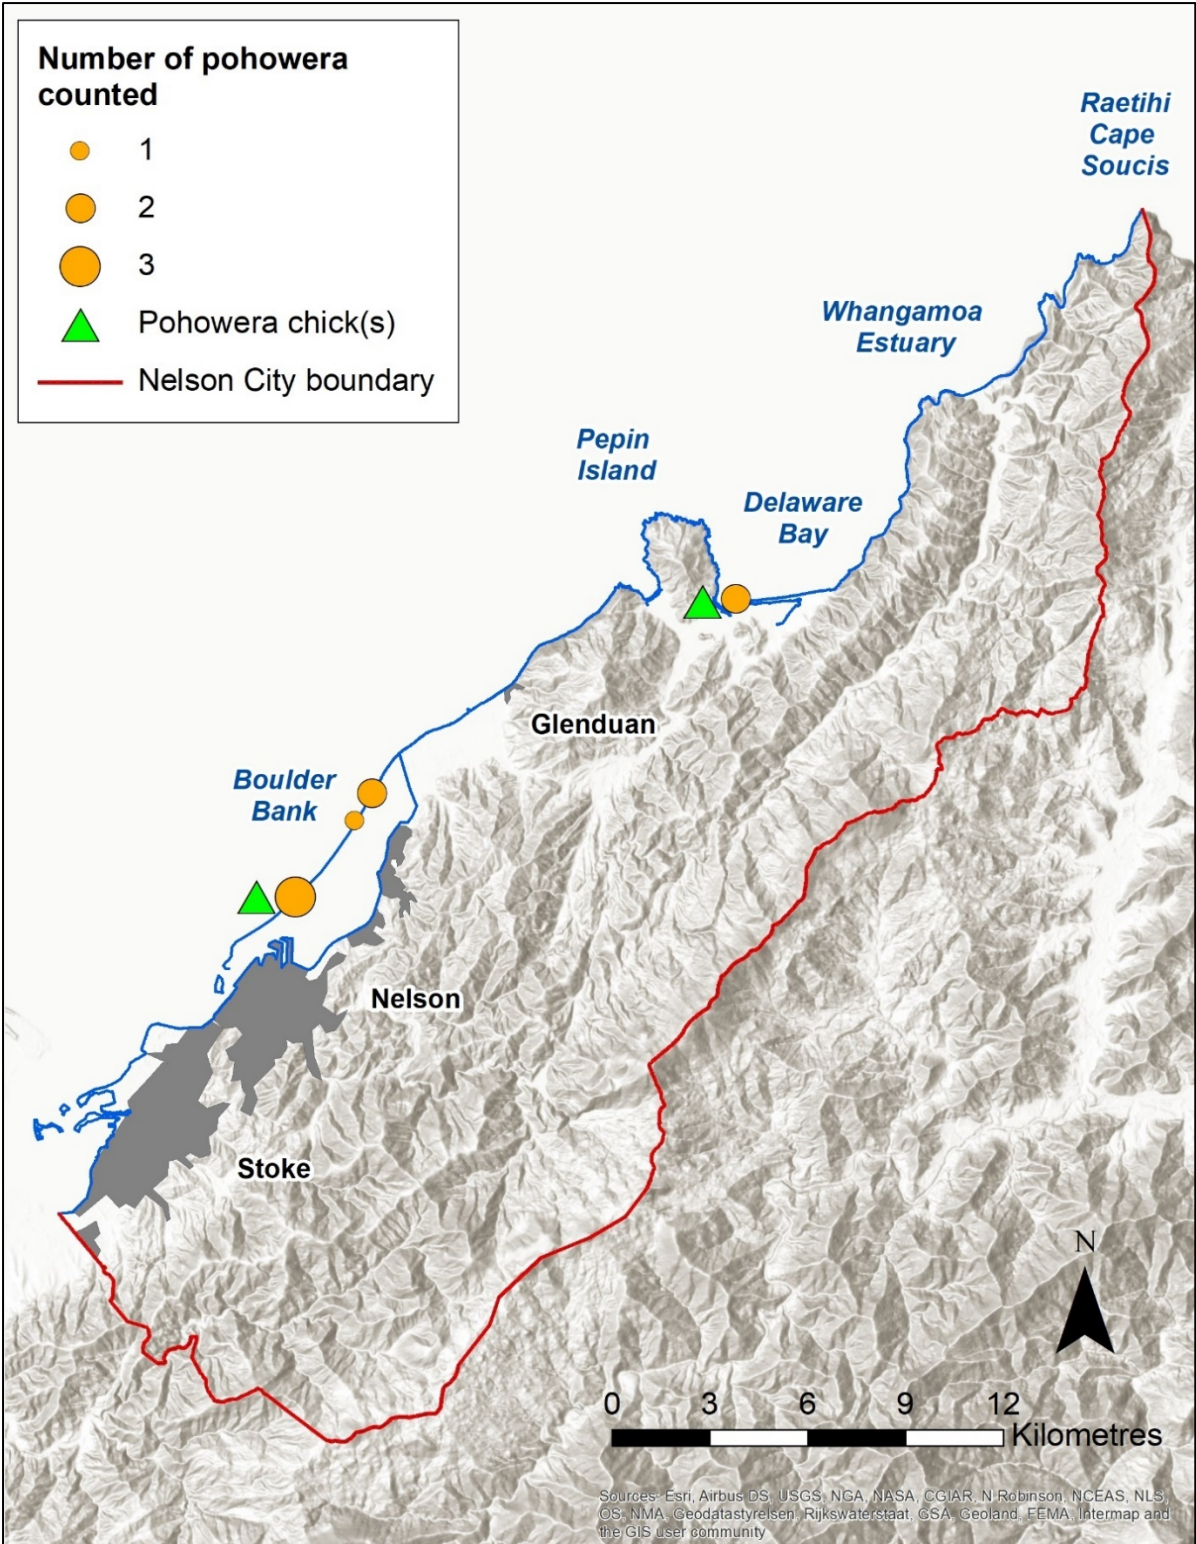 Number of pohowera
counted
1
2
3
Pohowera chick(s)
Nelson City boundary
Raetihi
Cape
Soucis
Whangamoa
Estuary
Pepin
Island
Delaware
Bay
Glenduan
Boulder
Bank
Nelson
Stoke
N
0 3 6 9 12
Kilometres
Sources: Esri, Airbus DS, USGS, NGA, NASA, CGIAR, N Robinson, NCEAS, NLS,
OS, NMA, Geodatastyrelsen, Rijkswaterstaat, GSA, Geoland, FEMA, Intermap and
the GIS user community